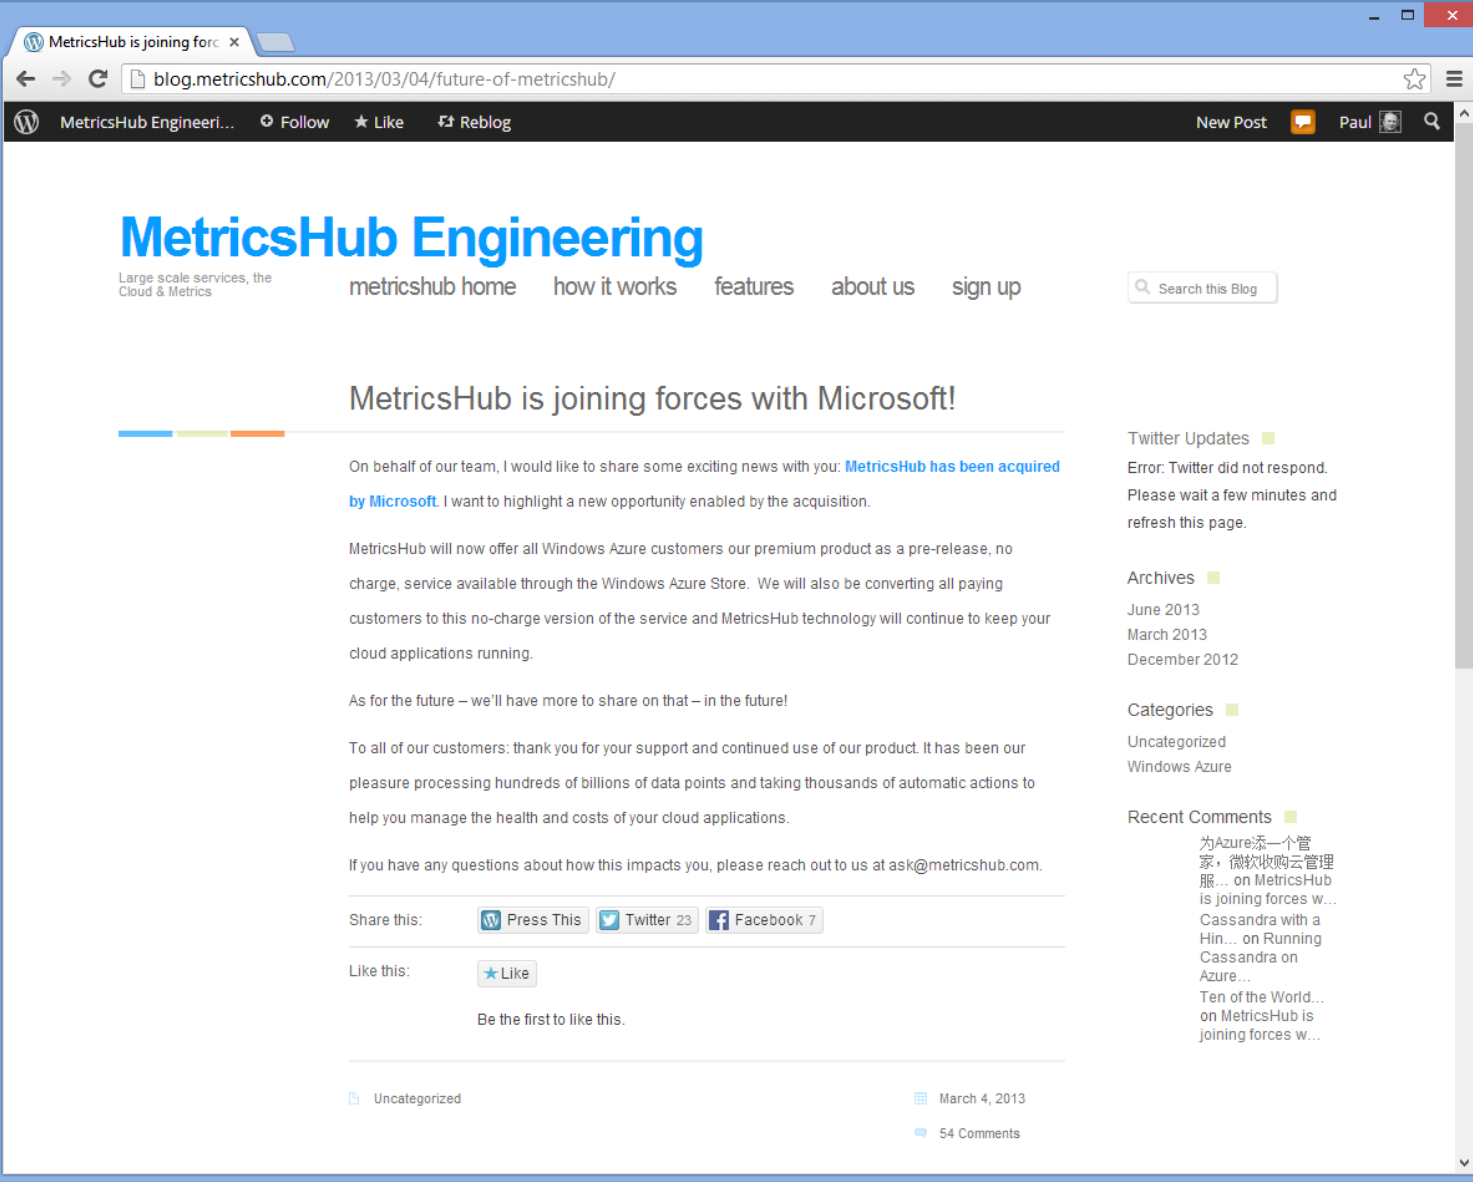 MetricsHub is joining forc
blog.metricshub.com/2013/03/04/future-of-metricshub/
MetricsHub Engineeri... Follow Like Reblog New Post Paul
MetricsHub Engineering
Large scale services, the
Cloud & Metrics
metricshub home how it works features about us sign up
Search this Blog
MetricsHub is joining forces with Microsoft!
On behalf of our team, I would like to share some exciting news with you: MetricsHub has been acquired
by Microsoft. I want to highlight a new opportunity enabled by the acquisition.
MetricsHub will now offer all Windows Azure customers our premium product as a pre-release, no
charge, service available through the Windows Azure Store.  We will also be converting all paying
customers to this no-charge version of the service and MetricsHub technology will continue to keep your
cloud applications running.
As for the future – we'll have more to share on that – in the future!
To all of our customers: thank you for your support and continued use of our product. It has been our
pleasure processing hundreds of billions of data points and taking thousands of automatic actions to
help you manage the health and costs of your cloud applications.
If you have any questions about how this impacts you, please reach out to us at ask@metricshub.com.
Share this: Press This Twitter 23 Facebook 7
Like this: Like
Be the first to like this.
Uncategorized
March 4, 2013
54 Comments
Twitter Updates
Error: Twitter did not respond.
Please wait a few minutes and
refresh this page.
Archives
June 2013
March 2013
December 2012
Categories
Uncategorized
Windows Azure
Recent Comments
为Azure添一个管
家，微软收购云管理
服... on MetricsHub
is joining forces w...
Cassandra with a
Hin... on Running
Cassandra on
Azure...
Ten of the World...
on MetricsHub is
joining forces w...